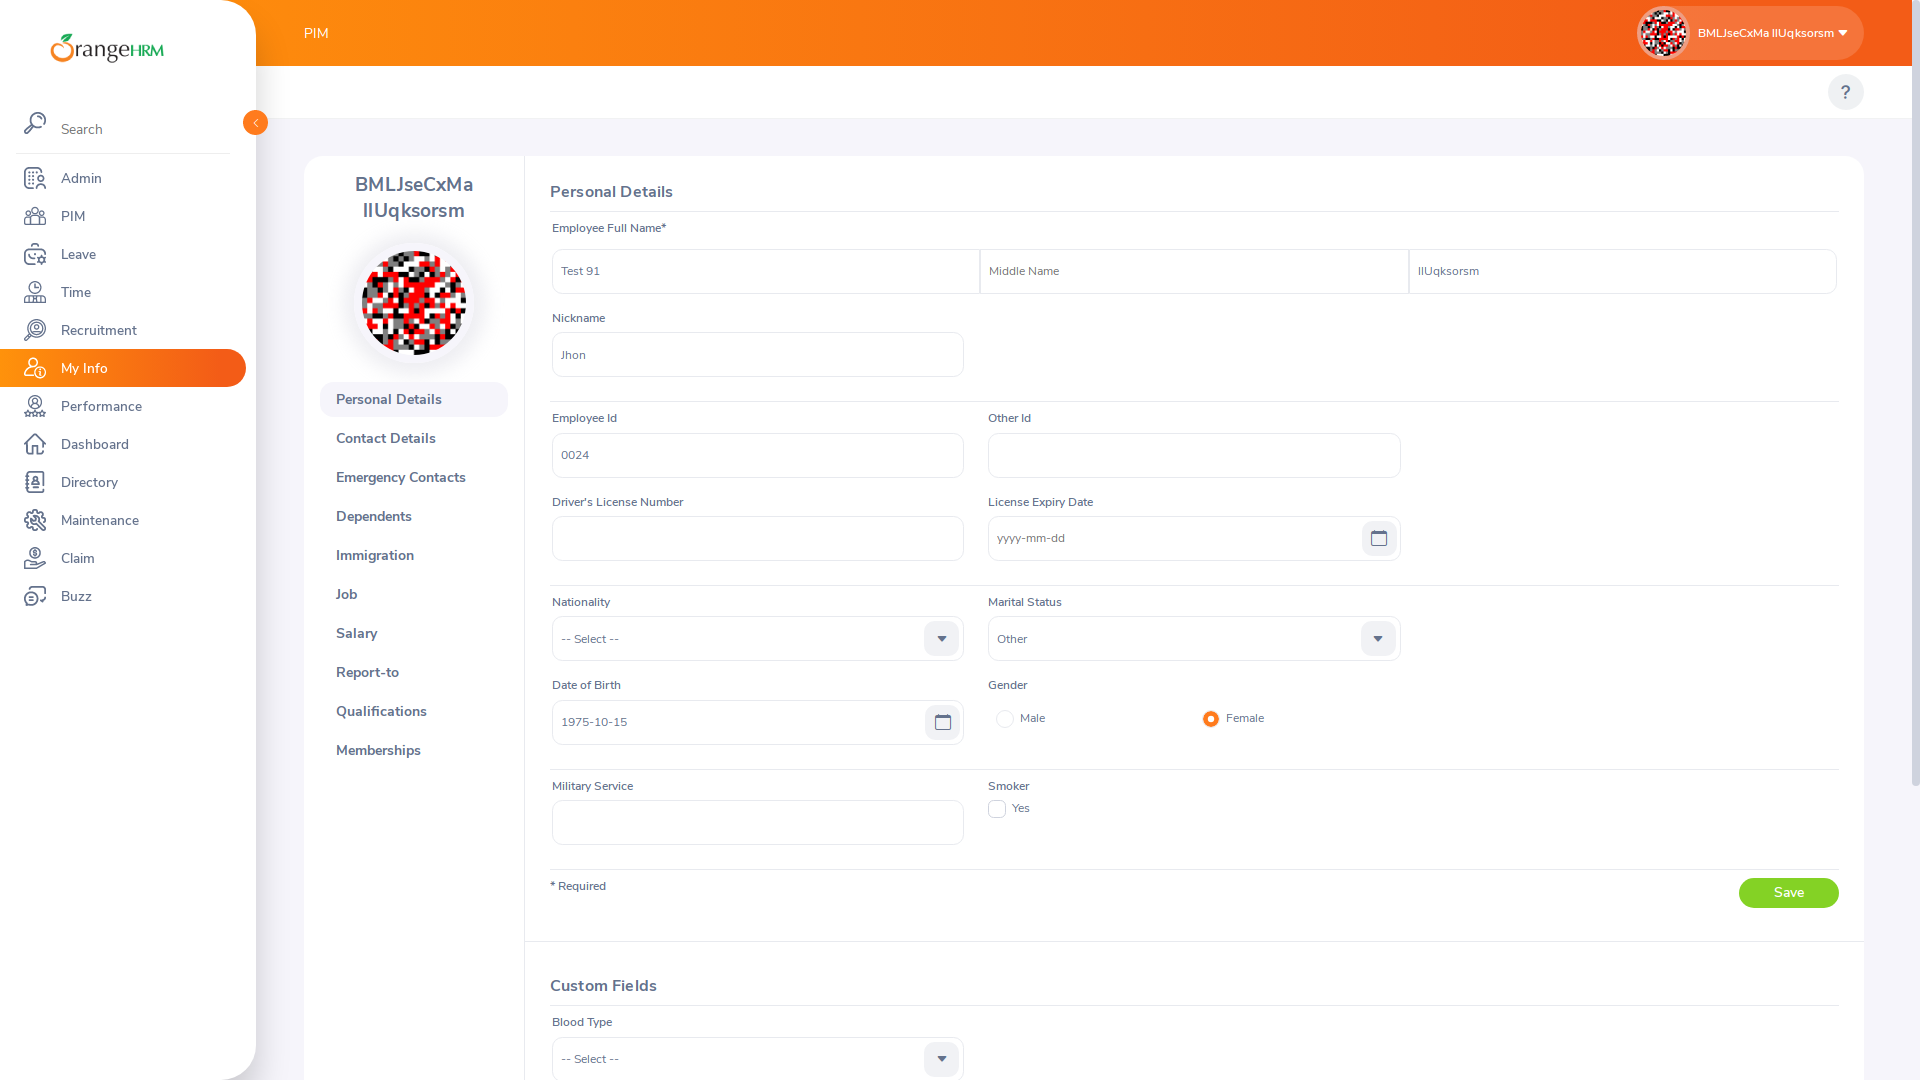 OrangeHRM
PIM
BMLJseCxMa IIUqksorsm
?
Search
Admin
PIM
Leave
Time
Recruitment
My Info
Performance
Dashboard
Directory
Maintenance
Claim
Buzz
BMLJseCxMa
IIUqksorsm
Personal Details
Contact Details
Emergency Contacts
Dependents
Immigration
Job
Salary
Report-to
Qualifications
Memberships
Personal Details
Employee Full Name*
Test 91 Middle Name IIUqksorsm
Nickname
Jhon
Employee Id Other Id
0024
Driver's License Number License Expiry Date
yyyy-mm-dd
Nationality Marital Status
-- Select -- Other
Date of Birth Gender
1975-10-15 Male Female
Military Service Smoker
Yes
* Required Save
Custom Fields
Blood Type
-- Select --